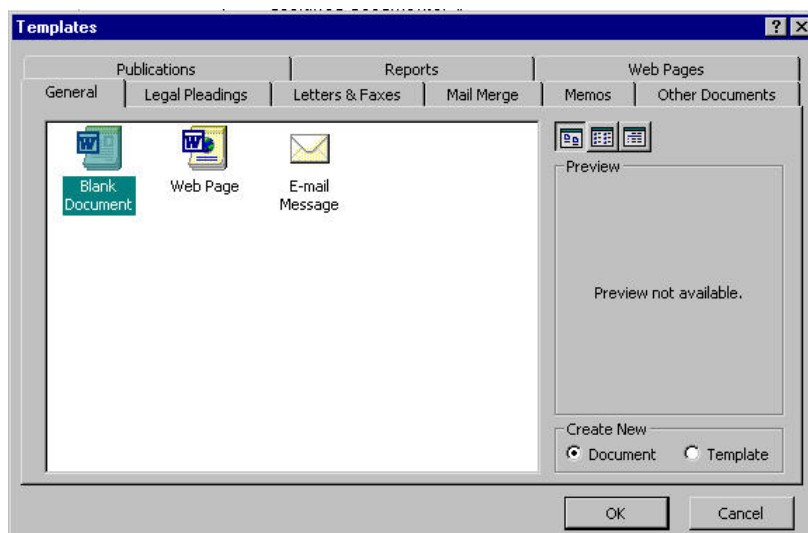 Templates
Publications
Reports
Web Pages
General
Legal Pleadings
Letters & Faxes
Mail Merge
Memos
Other Documents
Blank
Document
Web Page
E-mail
Message
Preview
Preview not available.
Create New
Document
Template
OK
Cancel